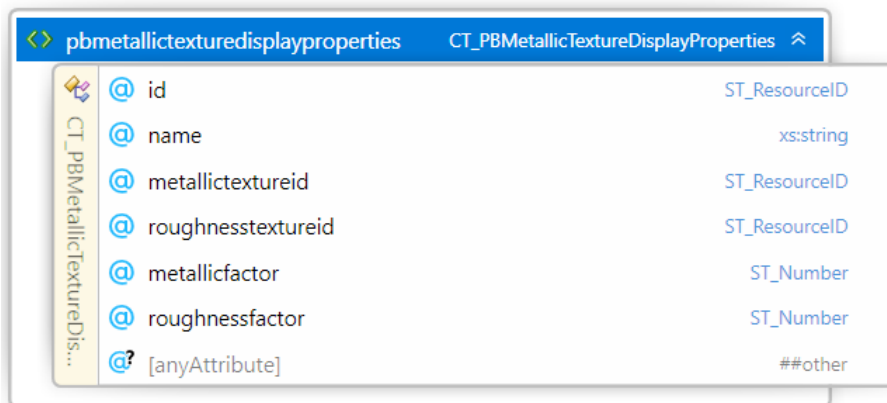 pbmetallictexturedisplayproperties CT_PBMetallicTextureDisplayProperties
CT_PBMetallicTextureDis...
@ id ST_ResourceID
@ name xs:string
@ metallictextureid ST_ResourceID
@ roughnesstextureid ST_ResourceID
@ metallicfactor ST_Number
@ roughnessfactor ST_Number
@? [anyAttribute] ##other